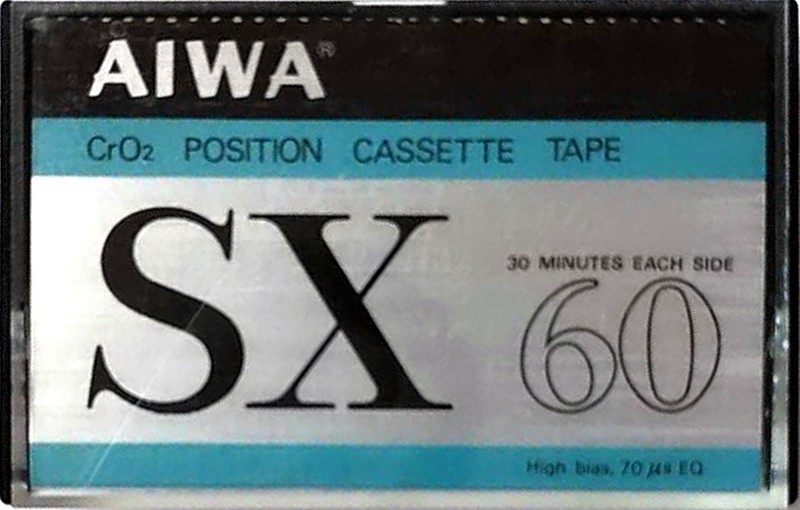 AIWA®
CrO₂ POSITION CASSETTE TAPE
SX
30 MINUTES EACH SIDE
60
High bias, 70 µs EQ